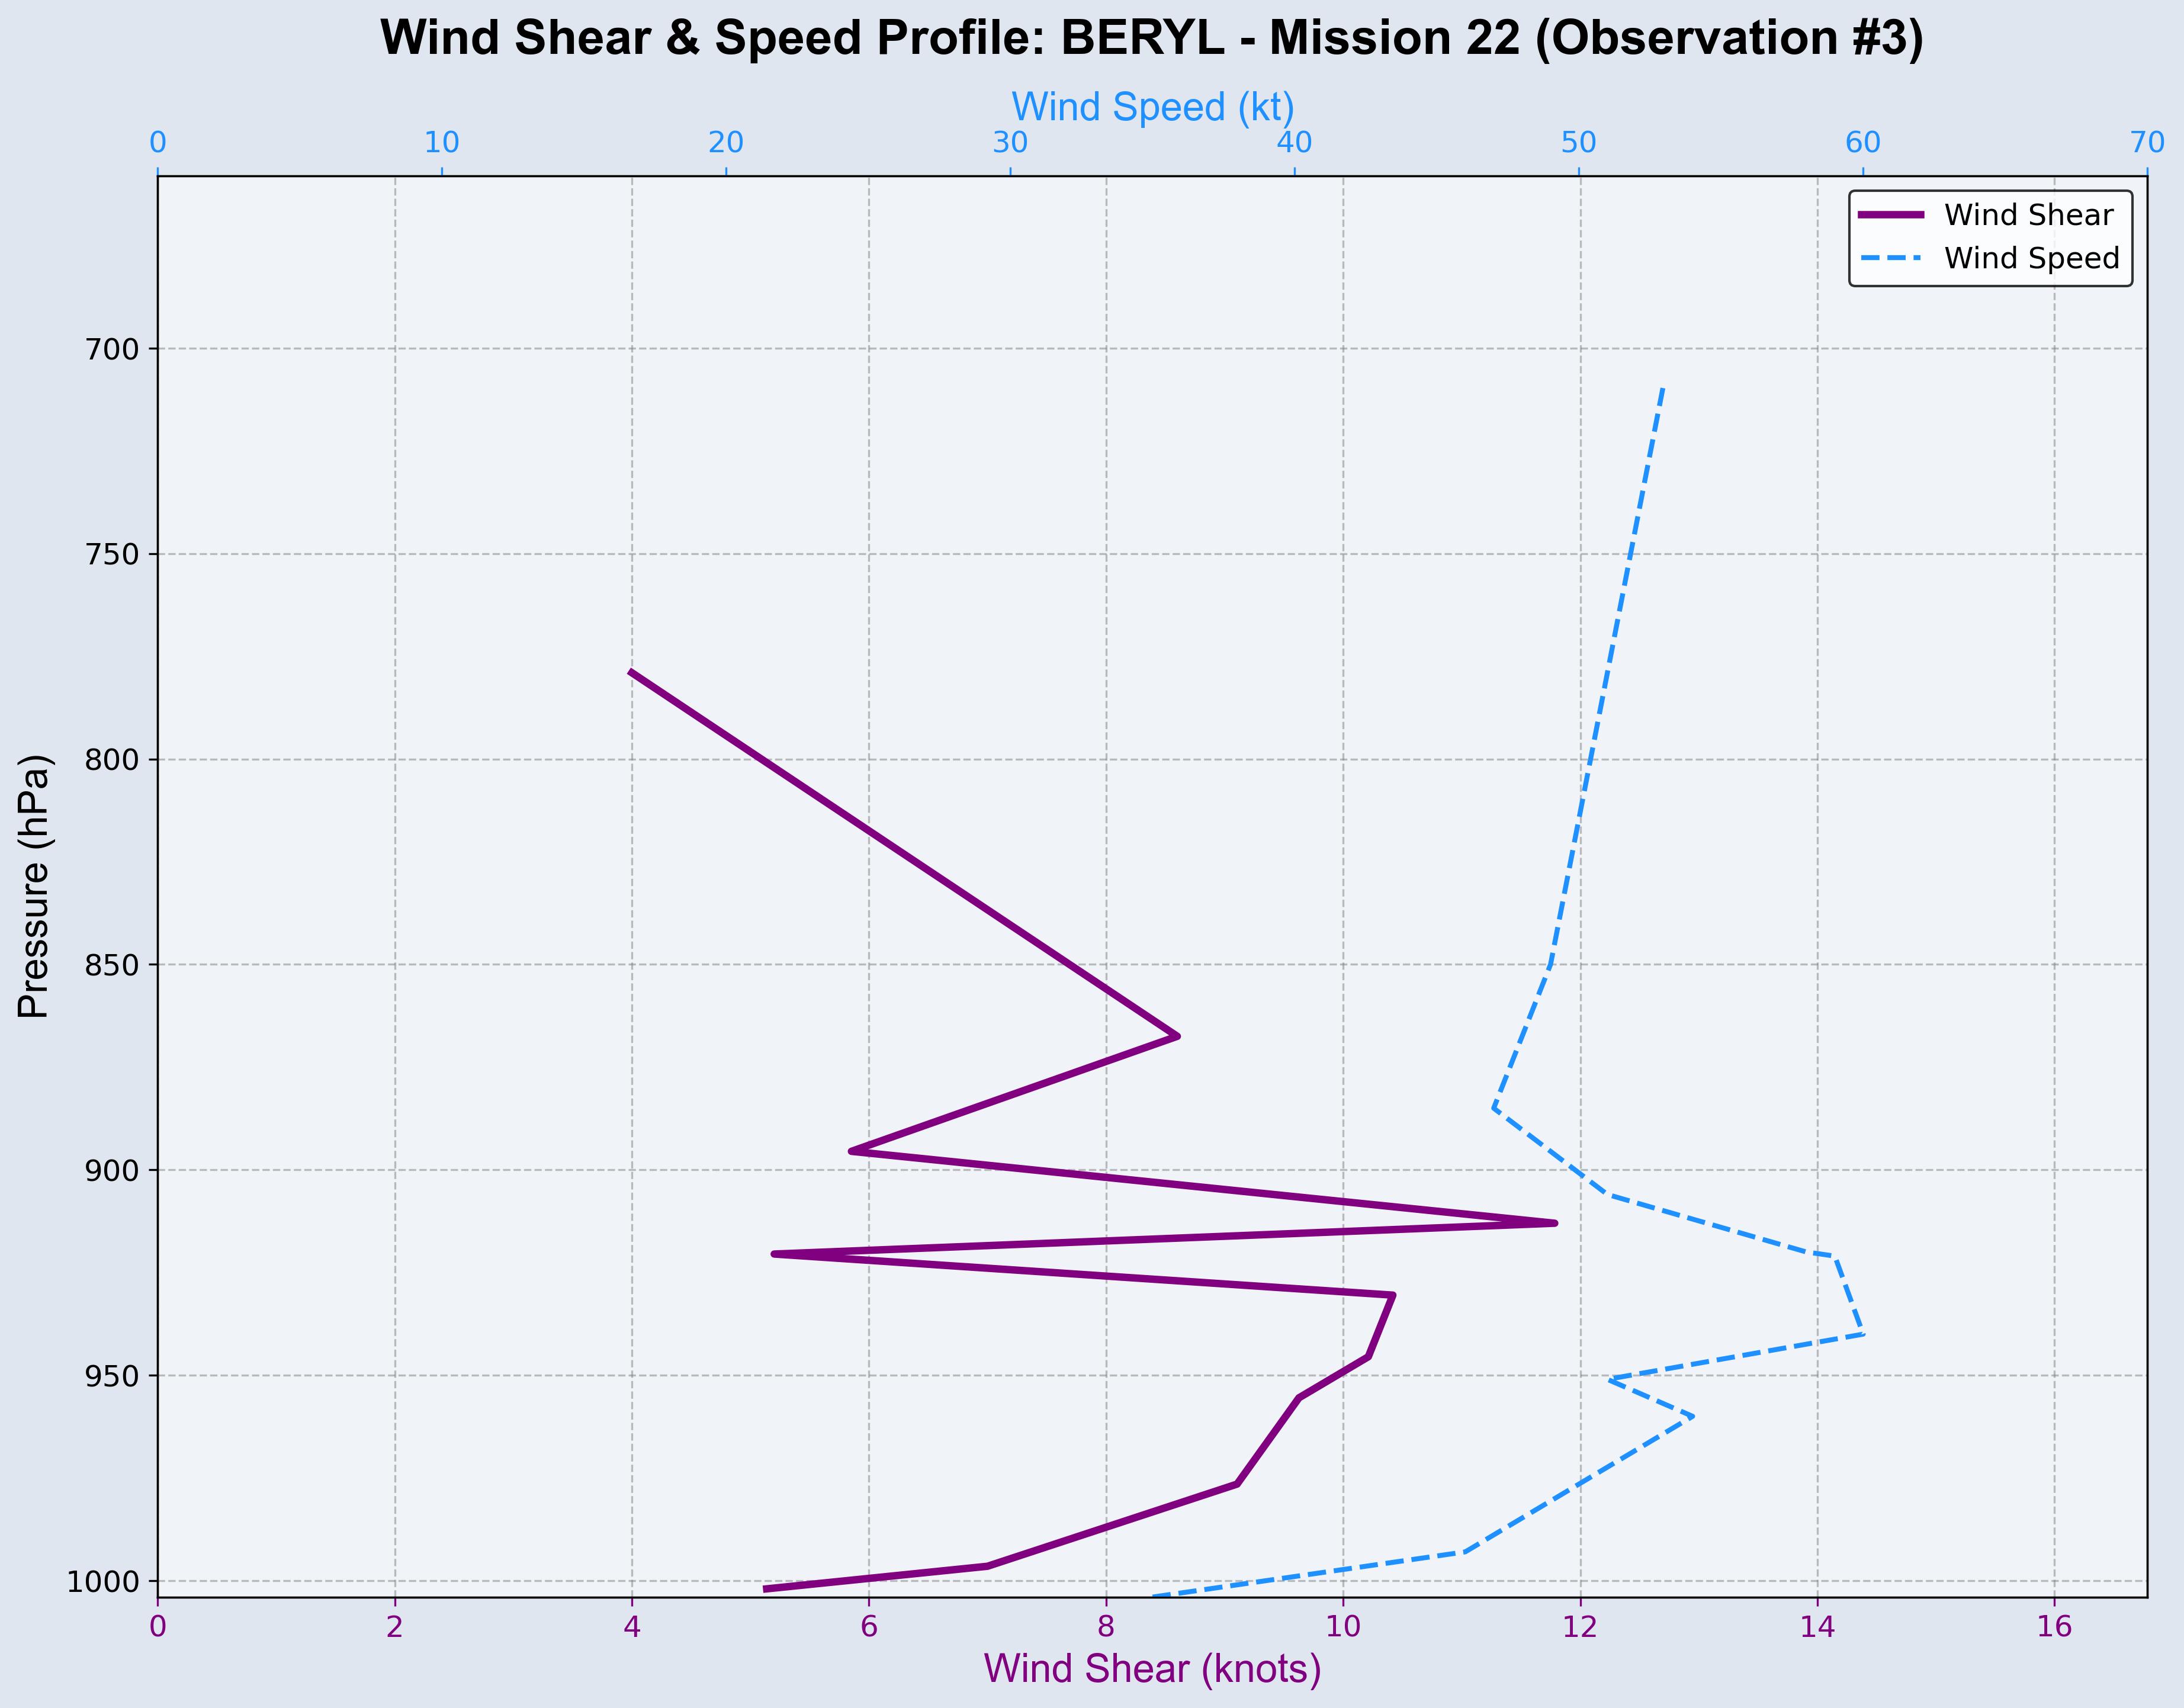 Wind Shear & Speed Profile: BERYL - Mission 22 (Observation #3)
Wind Speed (kt)
0 10 20 30 40 50 60 70
Wind Shear
Wind Speed
Pressure (hPa)
700
750
800
850
900
950
1000
0 2 4 6 8 10 12 14 16
Wind Shear (knots)